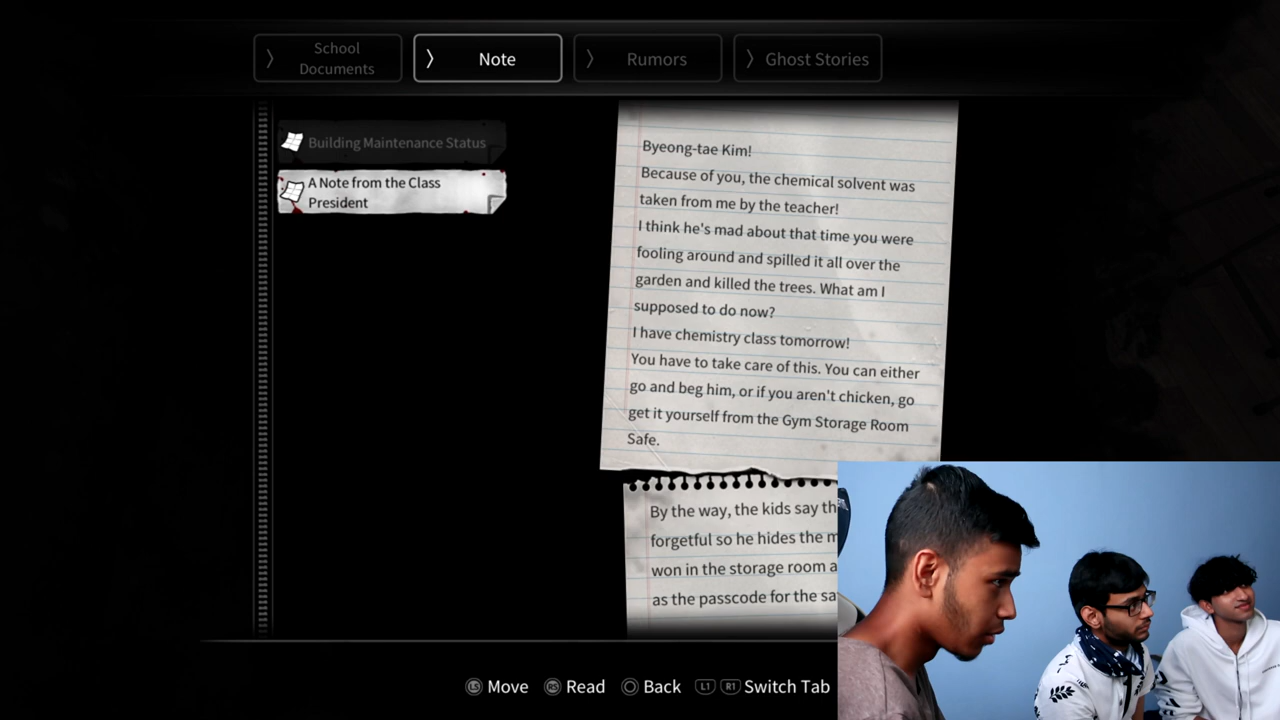 School
Documents
Note
Rumors
Ghost Stories
Building Maintenance Status
A Note from the Class
President
Byeong-tae Kim!
Because of you, the chemical solvent was
taken from me by the teacher!
I think he's mad about that time you were
fooling around and spilled it all over the
garden and killed the trees. What am I
supposed to do now?
I have chemistry class tomorrow!
You have to take care of this. You can either
go and beg him, or if you aren't chicken, go
get it yourself from the Gym Storage Room
Safe.
By the way, the kids say th
forgetful so he hides the m
won in the storage room a
as the passcode for the sa
LS Move
RS Read
Back
L1 R1 Switch Tab